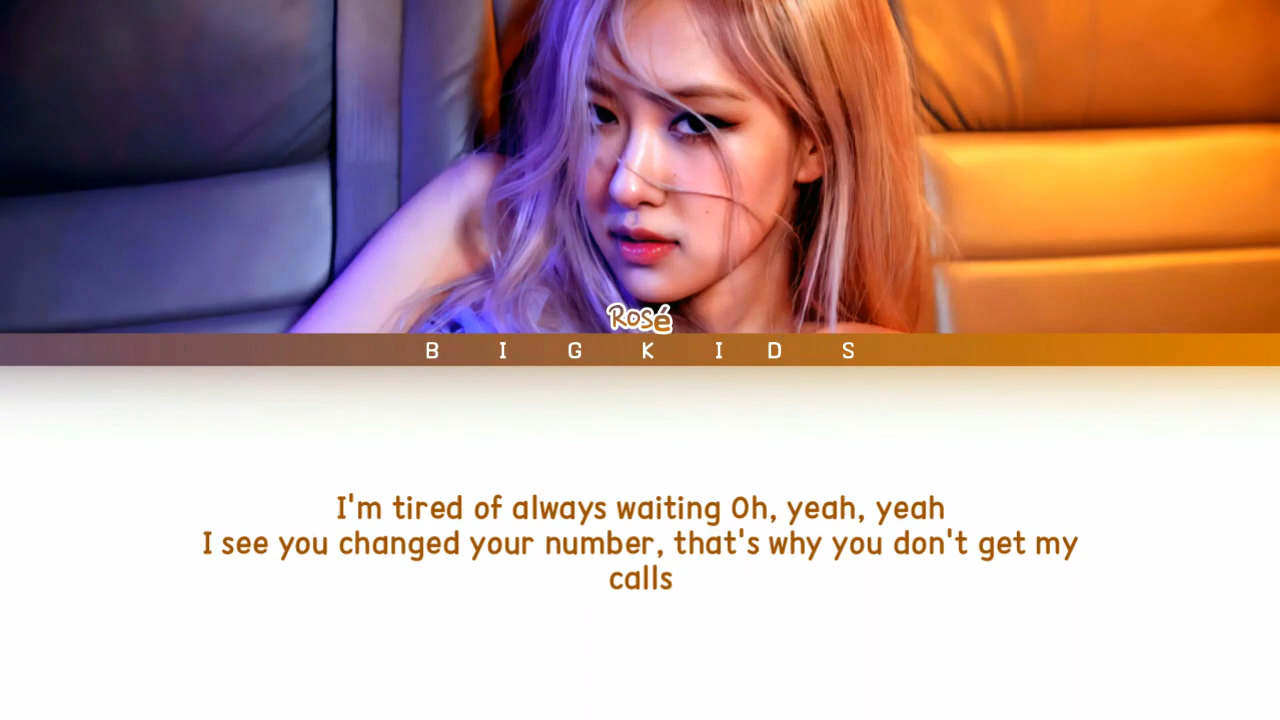 Rosé
BIGKIDS
I'm tired of always waiting Oh, yeah, yeah
I see you changed your number, that's why you don't get my
calls